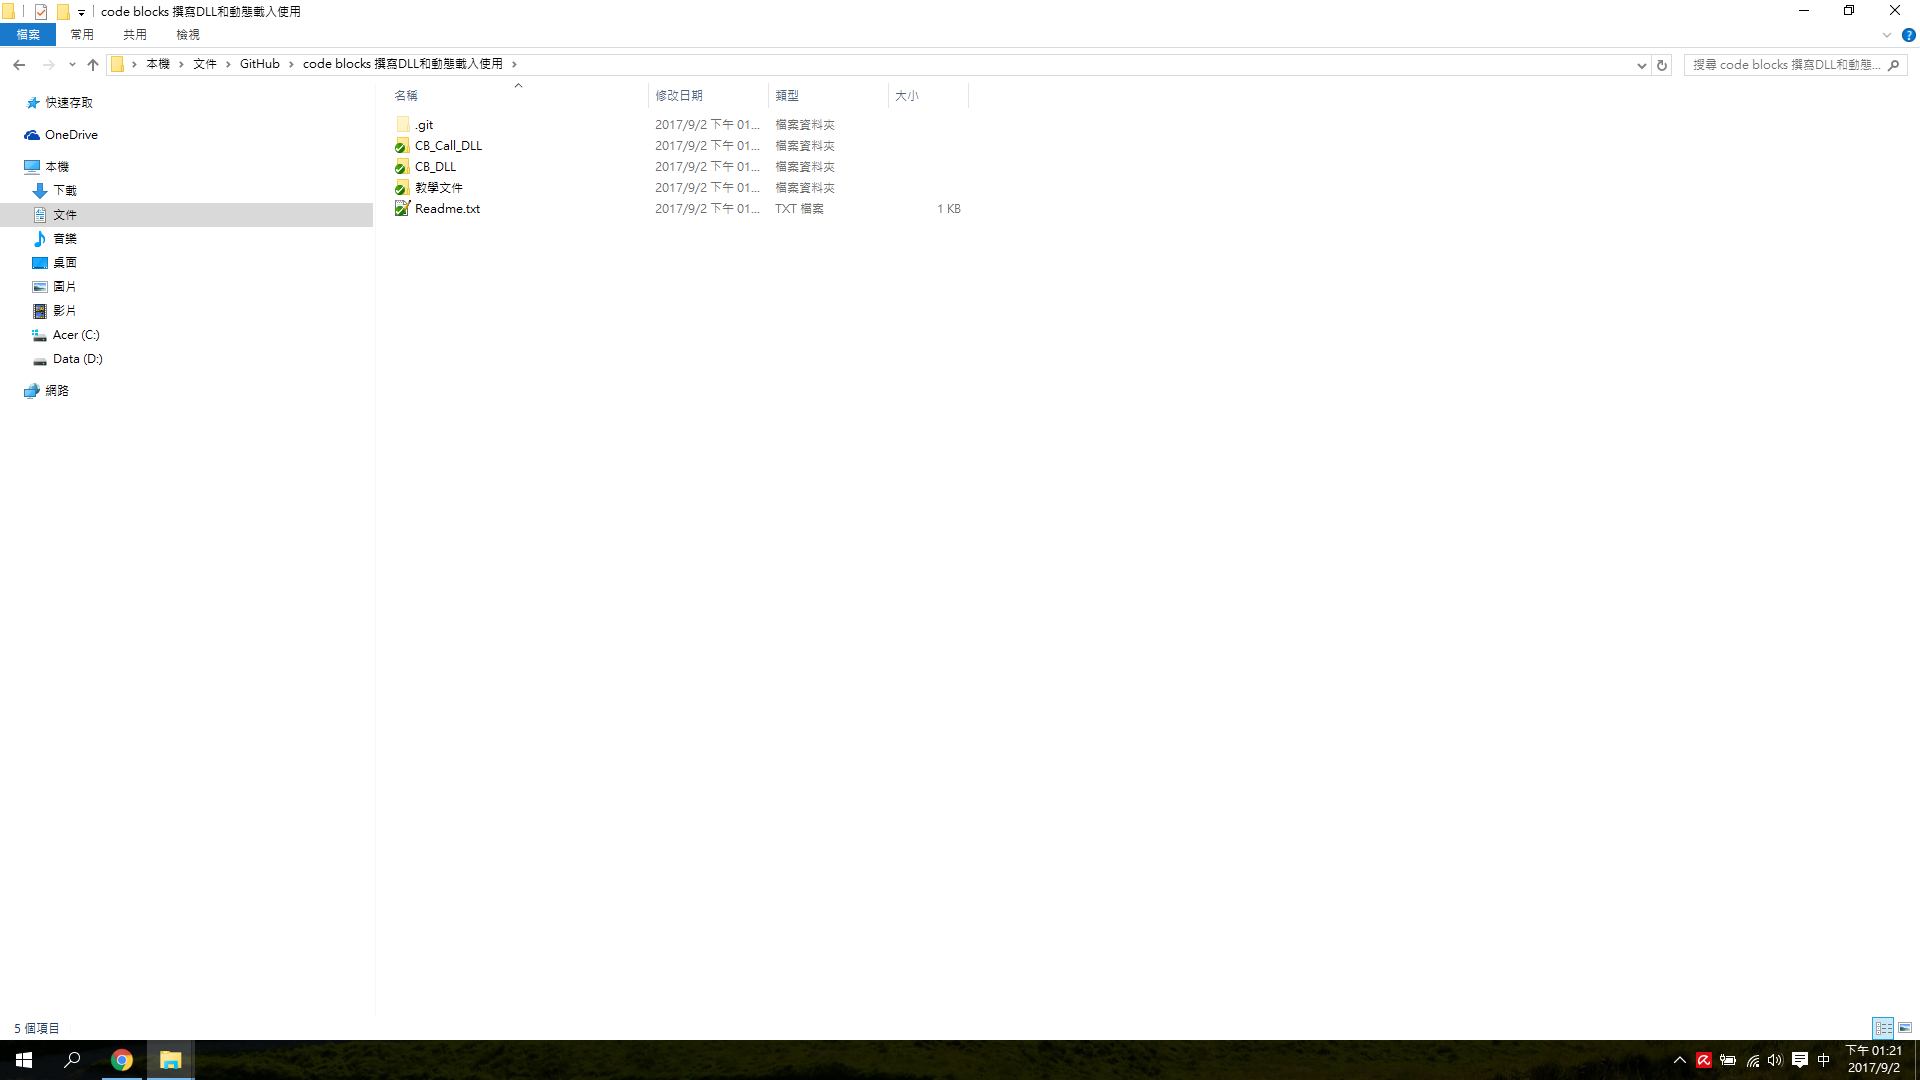 code blocks 撰寫DLL和動態載入使用
檔案 常用 共用 檢視
本機 文件 GitHub code blocks 撰寫DLL和動態載入使用
搜尋 code blocks 撰寫DLL和動態...
名稱 修改日期 類型 大小
快速存取
OneDrive
本機
下載
文件
音樂
桌面
圖片
影片
Acer (C:)
Data (D:)
網路
.git 2017/9/2 下午 01... 檔案資料夾
CB_Call_DLL 2017/9/2 下午 01... 檔案資料夾
CB_DLL 2017/9/2 下午 01... 檔案資料夾
教學文件 2017/9/2 下午 01... 檔案資料夾
Readme.txt 2017/9/2 下午 01... TXT 檔案 1 KB
5 個項目
中
下午 01:21
2017/9/2